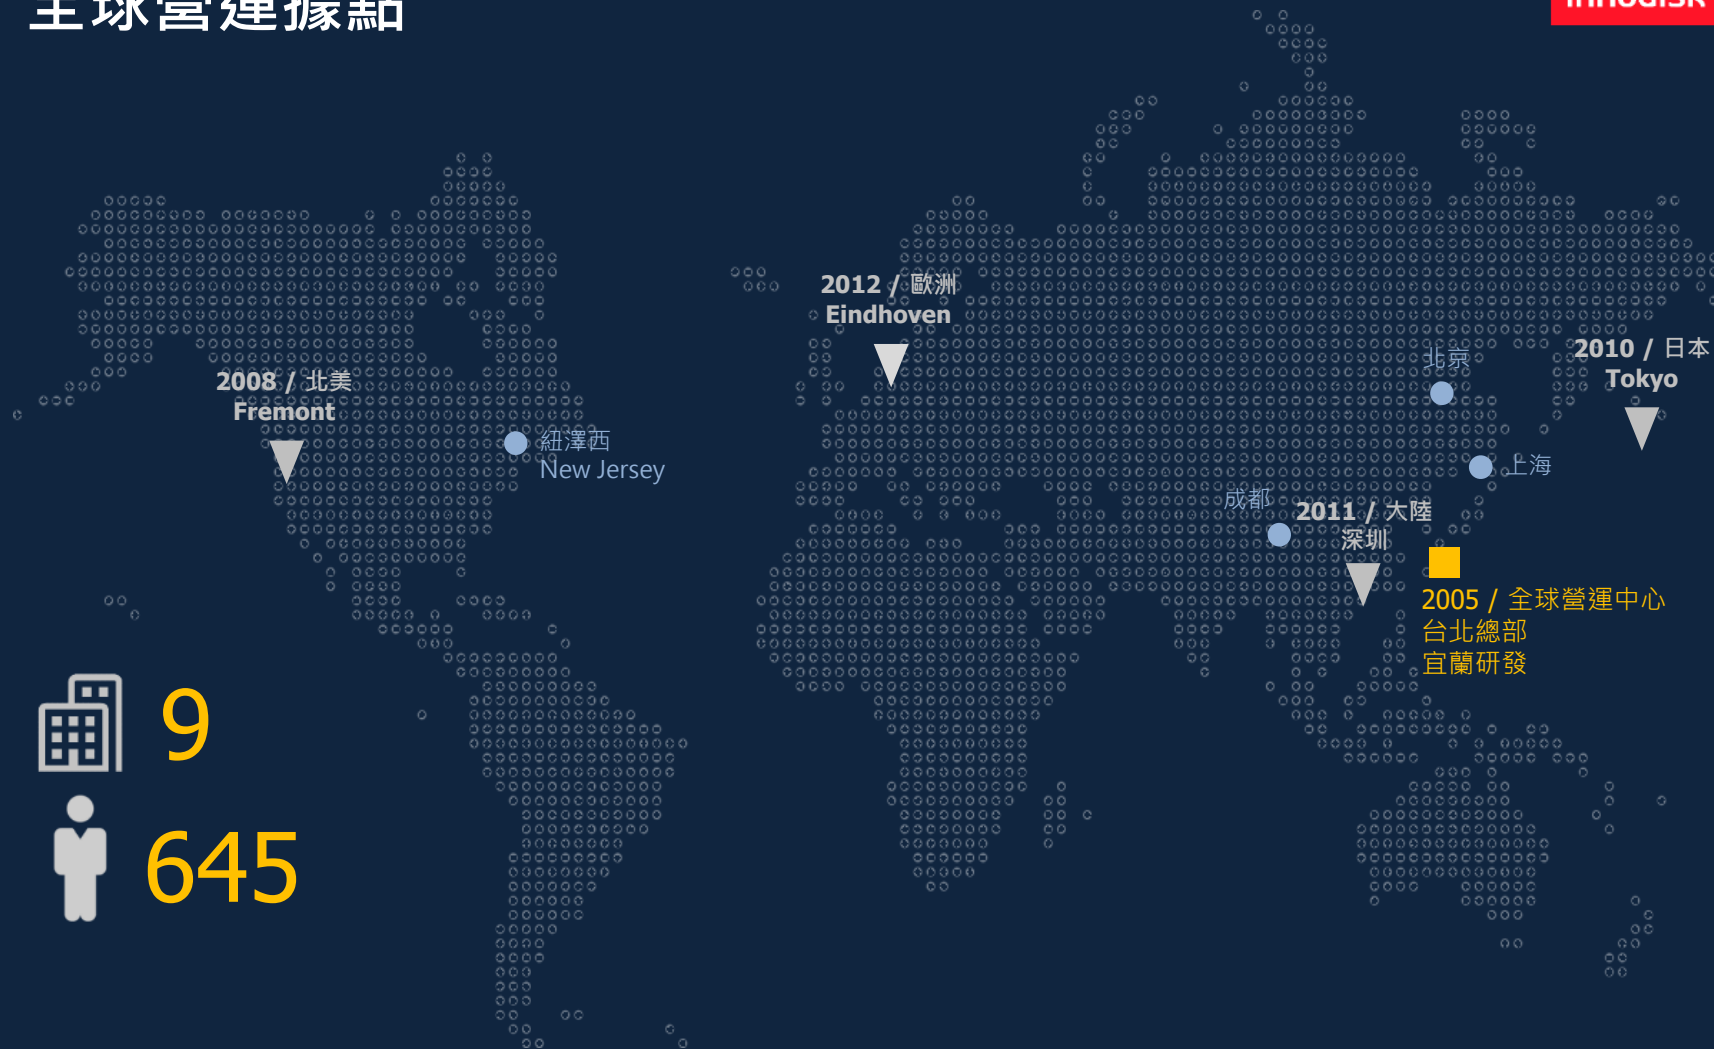 全球營運據點
innodisk
2012 / 歐洲
Eindhoven
2010 / 日本
Tokyo
北京
2008 / 北美
Fremont
紐澤西
New Jersey
上海
成都
2011 / 大陸
深圳
2005 / 全球營運中心
台北總部
宜蘭研發
9
645